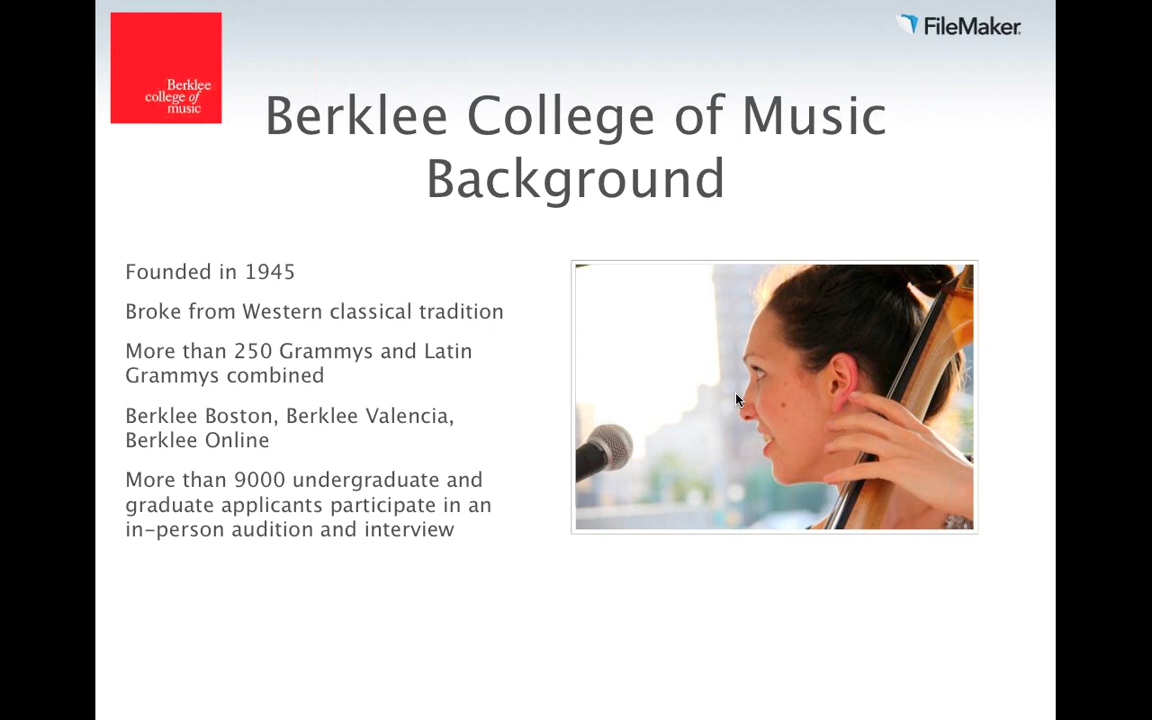 Berklee
college of
music
FileMaker
Berklee College of Music
Background
Founded in 1945
Broke from Western classical tradition
More than 250 Grammys and Latin
Grammys combined
Berklee Boston, Berklee Valencia,
Berklee Online
More than 9000 undergraduate and
graduate applicants participate in an
in-person audition and interview